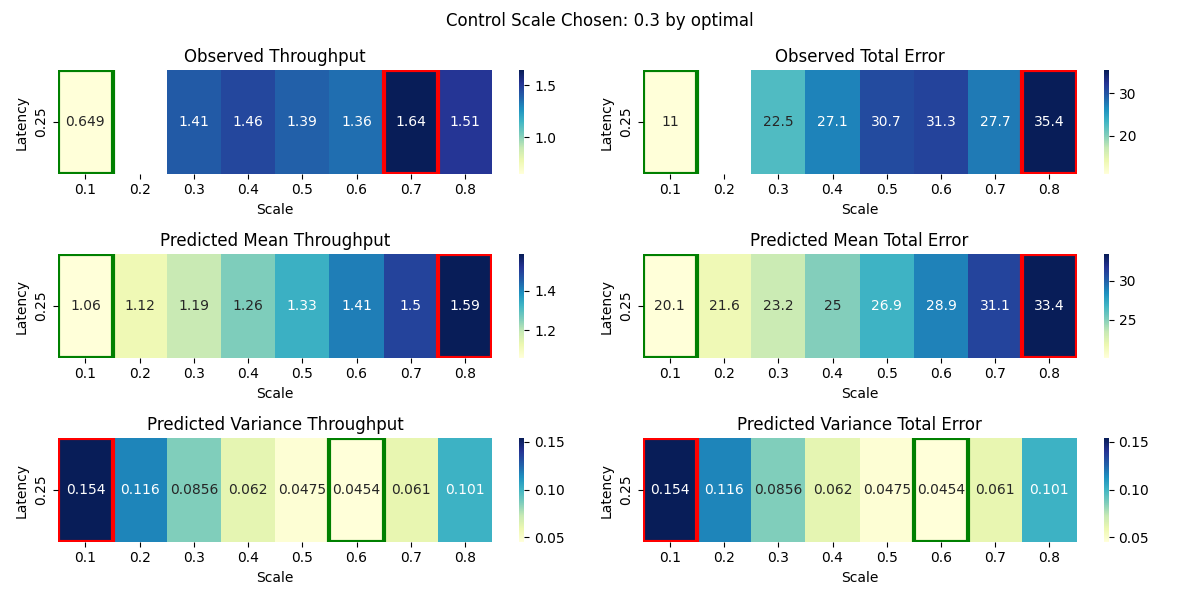 Control Scale Chosen: 0.3 by optimal
Observed Throughput
Latency
0.25
0.649 1.41 1.46 1.39 1.36 1.64 1.51
1.5
1.0
0.1 0.2 0.3 0.4 0.5 0.6 0.7 0.8
Scale
Observed Total Error
Latency
0.25
11 22.5 27.1 30.7 31.3 27.7 35.4
30
20
0.1 0.2 0.3 0.4 0.5 0.6 0.7 0.8
Scale
Predicted Mean Throughput
Latency
0.25
1.06 1.12 1.19 1.26 1.33 1.41 1.5 1.59
1.4
1.2
0.1 0.2 0.3 0.4 0.5 0.6 0.7 0.8
Scale
Predicted Mean Total Error
Latency
0.25
20.1 21.6 23.2 25 26.9 28.9 31.1 33.4
30
25
0.1 0.2 0.3 0.4 0.5 0.6 0.7 0.8
Scale
Predicted Variance Throughput
Latency
0.25
0.154 0.116 0.0856 0.062 0.0475 0.0454 0.061 0.101
0.15
0.10
0.05
0.1 0.2 0.3 0.4 0.5 0.6 0.7 0.8
Scale
Predicted Variance Total Error
Latency
0.25
0.154 0.116 0.0856 0.062 0.0475 0.0454 0.061 0.101
0.15
0.10
0.05
0.1 0.2 0.3 0.4 0.5 0.6 0.7 0.8
Scale